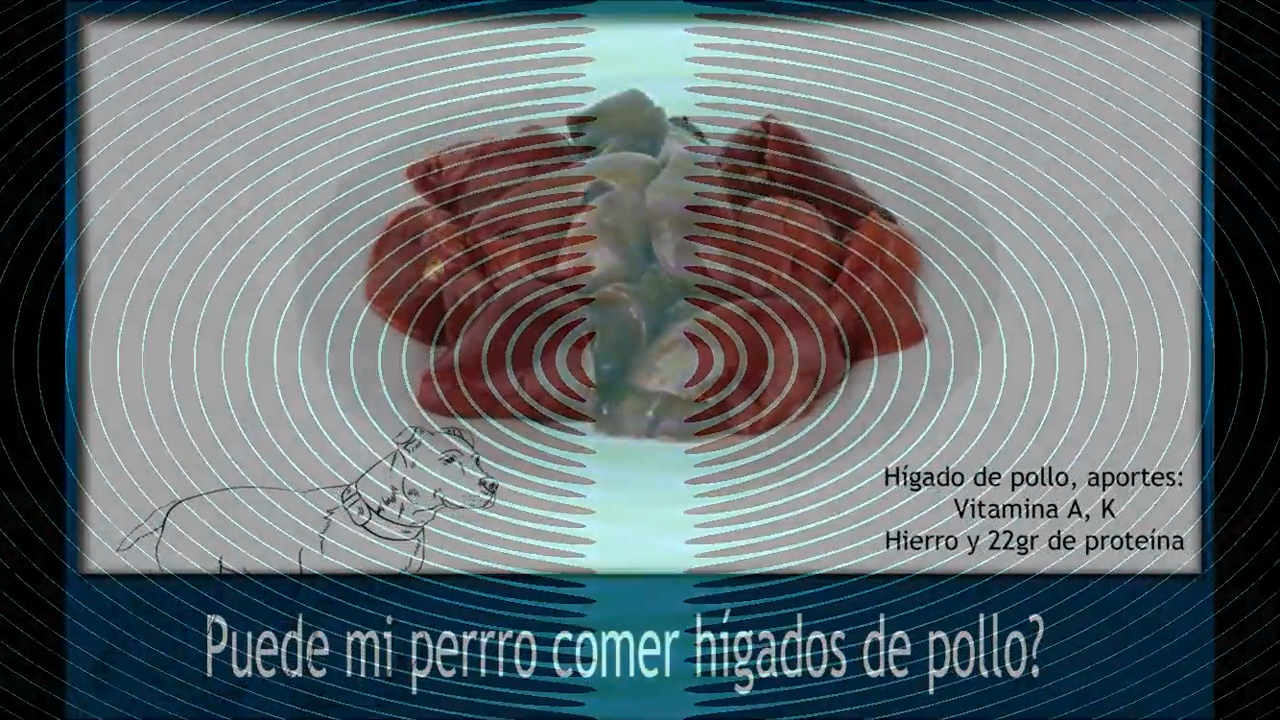 Hígado de pollo, aportes:
Vitamina A, K
Hierro y 22gr de proteína
Puede mi perrro comer hígados de pollo?